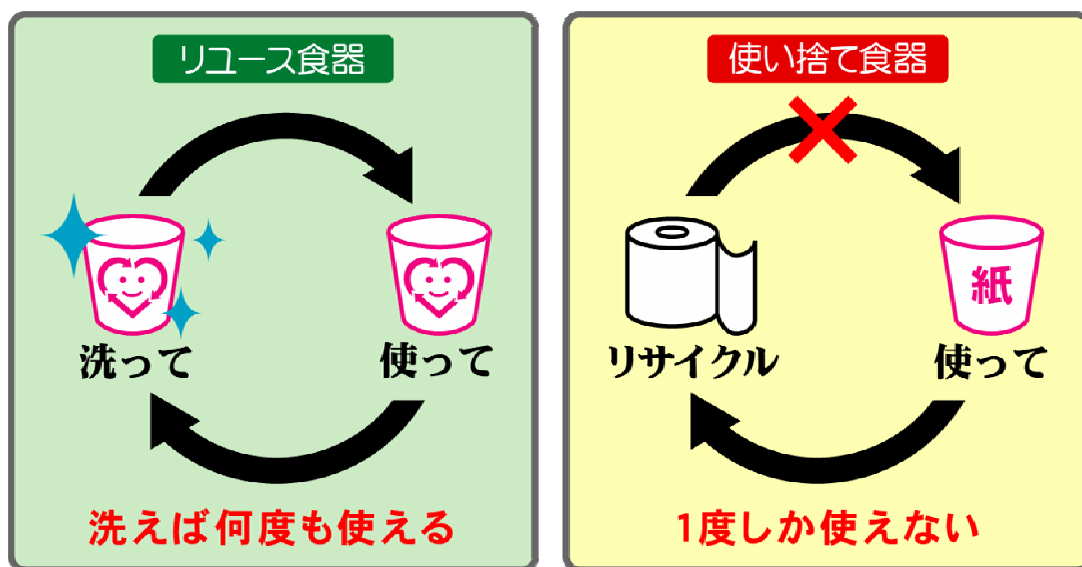 リユース食器
洗って
使って
洗えば何度も使える
使い捨て食器
紙
リサイクル
使って
1度しか使えない